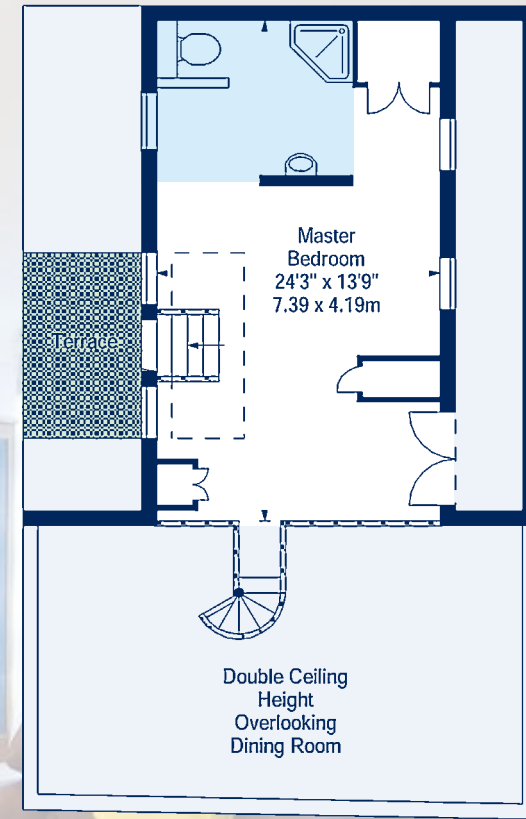 Master
Bedroom
24'3" x 13'9"
7.39 x 4.19m
Terrace
Double Ceiling
Height
Overlooking
Dining Room